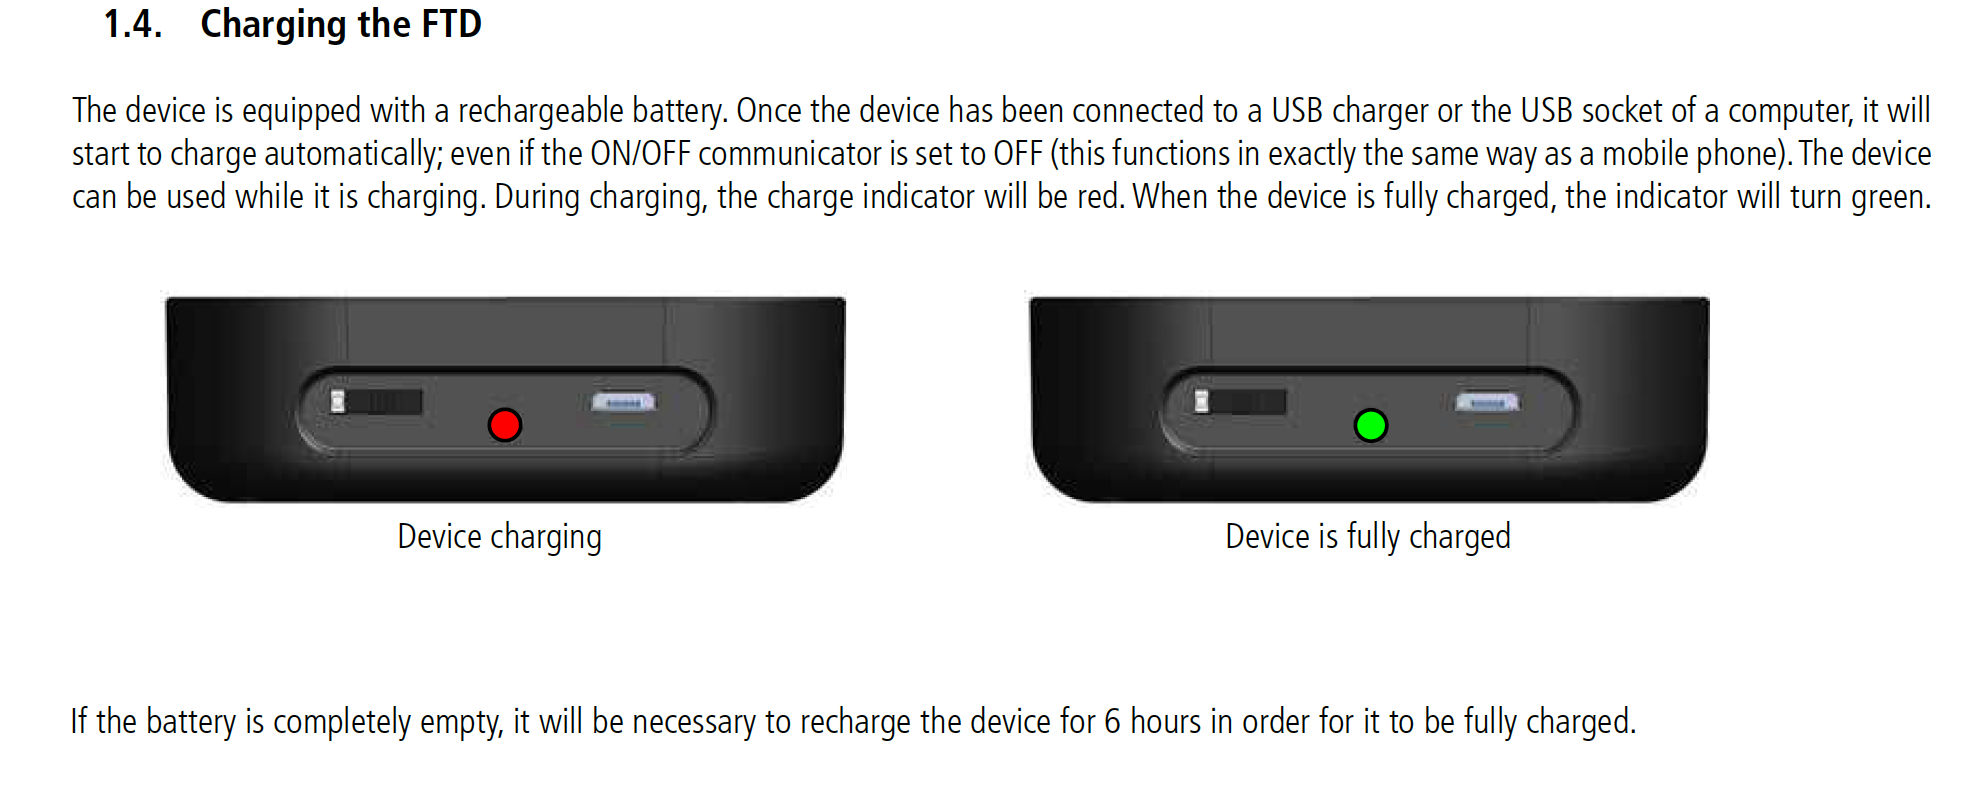 1.4. Charging the FTD
The device is equipped with a rechargeable battery. Once the device has been connected to a USB charger or the USB socket of a computer, it will
start to charge automatically; even if the ON/OFF communicator is set to OFF (this functions in exactly the same way as a mobile phone). The device
can be used while it is charging. During charging, the charge indicator will be red. When the device is fully charged, the indicator will turn green.
Device charging
Device is fully charged
If the battery is completely empty, it will be necessary to recharge the device for 6 hours in order for it to be fully charged.